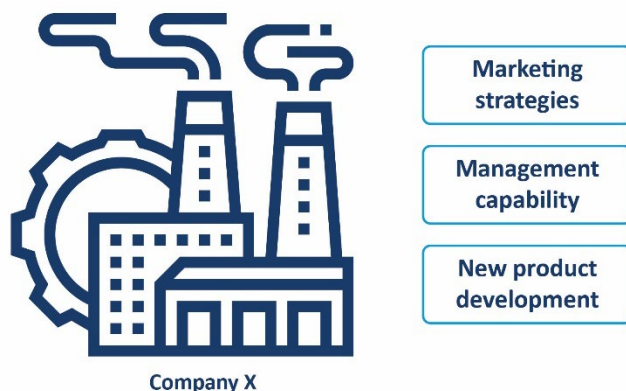 Marketing
strategies
Management
capability
New product
development
Company X